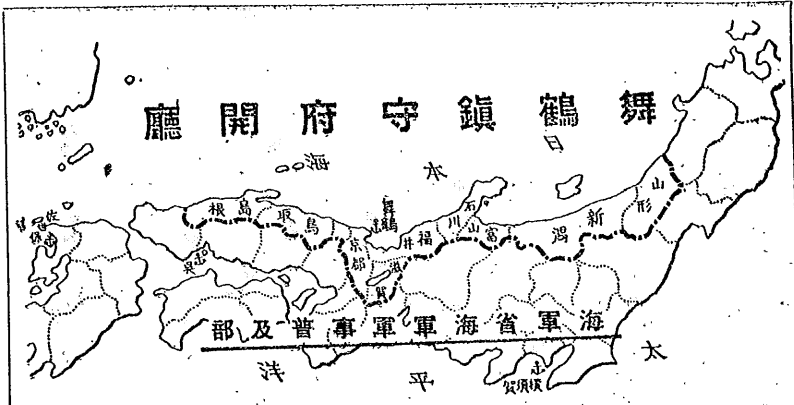 舞鶴鎭守府開廳
日本海
山形
新潟
富山
石川
福井
滋賀
京都
舞鶴
鳥取
島根
呉
佐世保
海軍省海軍軍事普及部
太平洋
横須賀